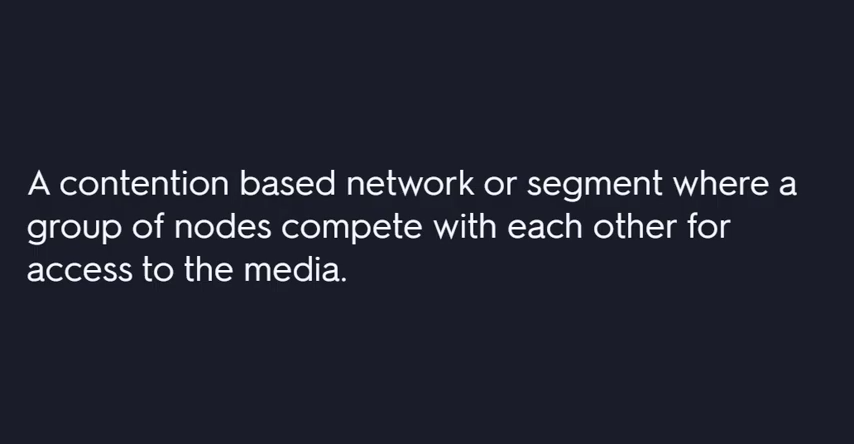 A contention based network or segment where a
group of nodes compete with each other for
access to the media.